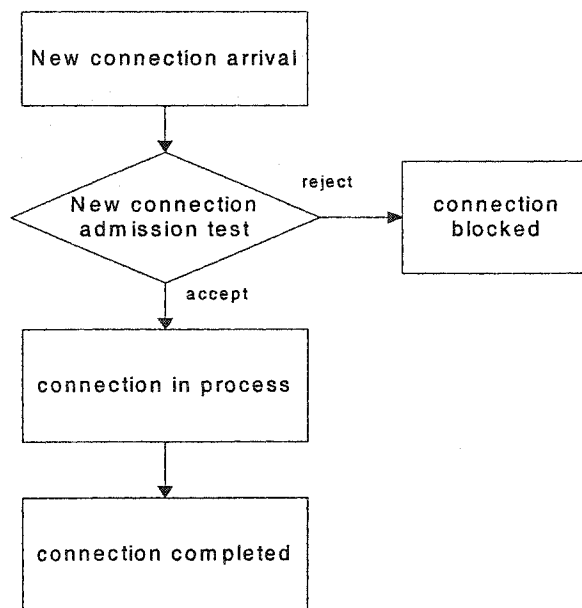 New connection arrival
New connection
admission test
reject
connection
blocked
accept
connection in process
connection completed